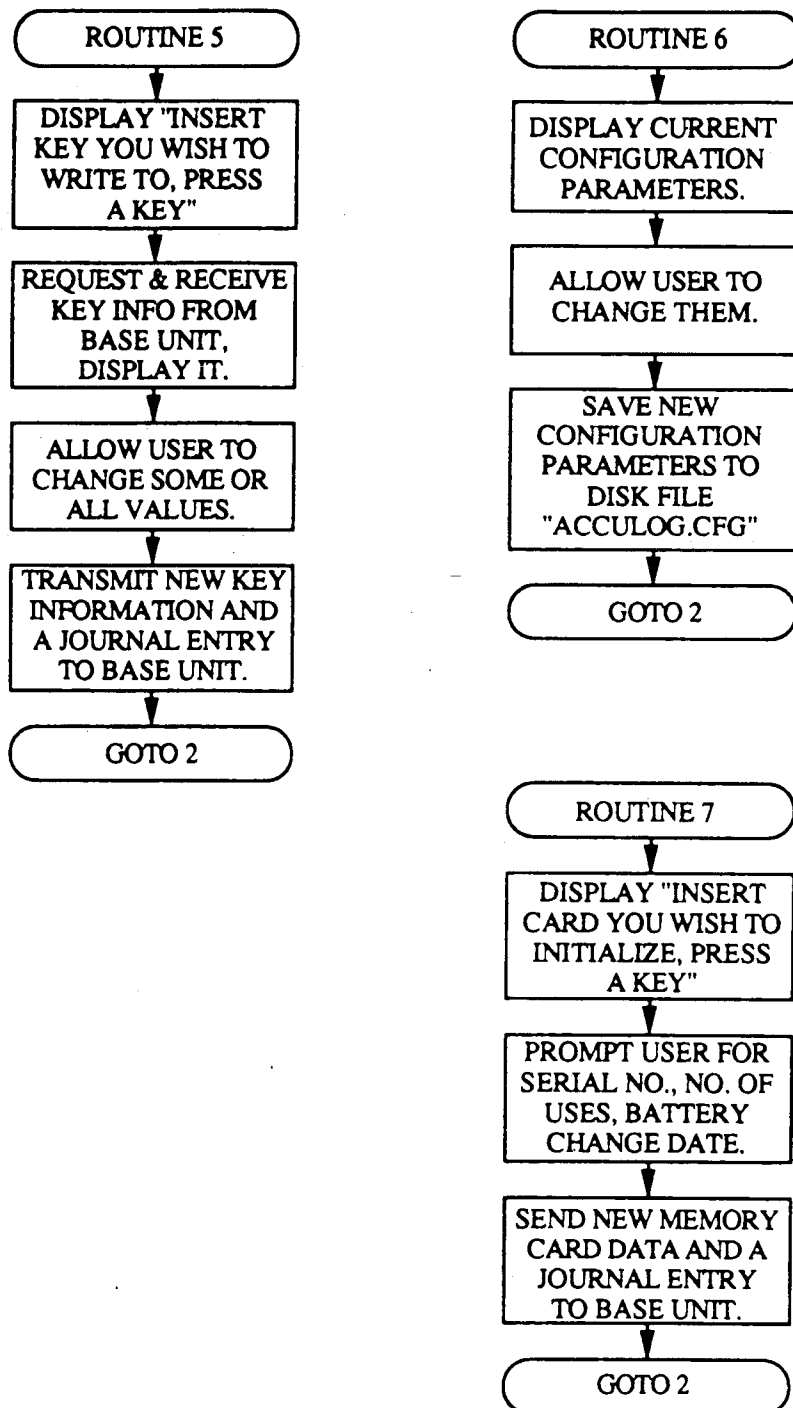 ROUTINE 5
DISPLAY "INSERT
KEY YOU WISH TO
WRITE TO, PRESS
A KEY"
REQUEST & RECEIVE
KEY INFO FROM
BASE UNIT,
DISPLAY IT.
ALLOW USER TO
CHANGE SOME OR
ALL VALUES.
TRANSMIT NEW KEY
INFORMATION AND
A JOURNAL ENTRY
TO BASE UNIT.
GOTO 2
ROUTINE 6
DISPLAY CURRENT
CONFIGURATION
PARAMETERS.
ALLOW USER TO
CHANGE THEM.
SAVE NEW
CONFIGURATION
PARAMETERS TO
DISK FILE
"ACCULOG.CFG"
GOTO 2
ROUTINE 7
DISPLAY "INSERT
CARD YOU WISH TO
INITIALIZE, PRESS
A KEY"
PROMPT USER FOR
SERIAL NO., NO. OF
USES, BATTERY
CHANGE DATE.
SEND NEW MEMORY
CARD DATA AND A
JOURNAL ENTRY
TO BASE UNIT.
GOTO 2